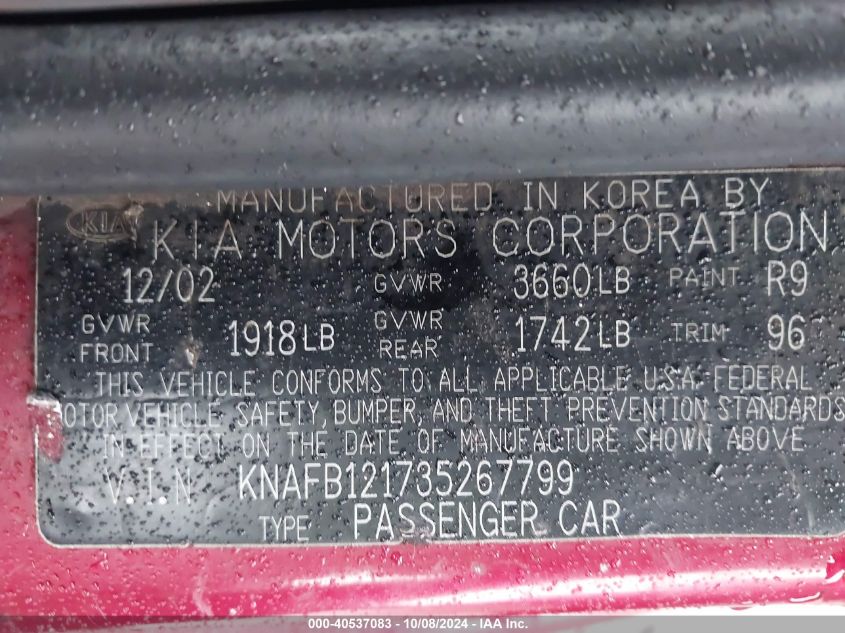 MANUFACTURED IN KOREA BY
KIA
KIA MOTORS CORPORATION
12/02 GVWR 3660LB PAINT R9
GVWR FRONT 1918LB GVWR REAR 1742LB TRIM 96
THIS VEHICLE CONFORMS TO ALL APPLICABLE U.S.A. FEDERAL
OTOR VEHICLE SAFETY, BUMPER, AND THEFT PREVENTION STANDARDS
IN EFFECT ON THE DATE OF MANUFACTURE SHOWN ABOVE
V.I.N KNAFB121735267799
TYPE PASSENGER CAR
000-40537083 - 10/08/2024 - IAA Inc.